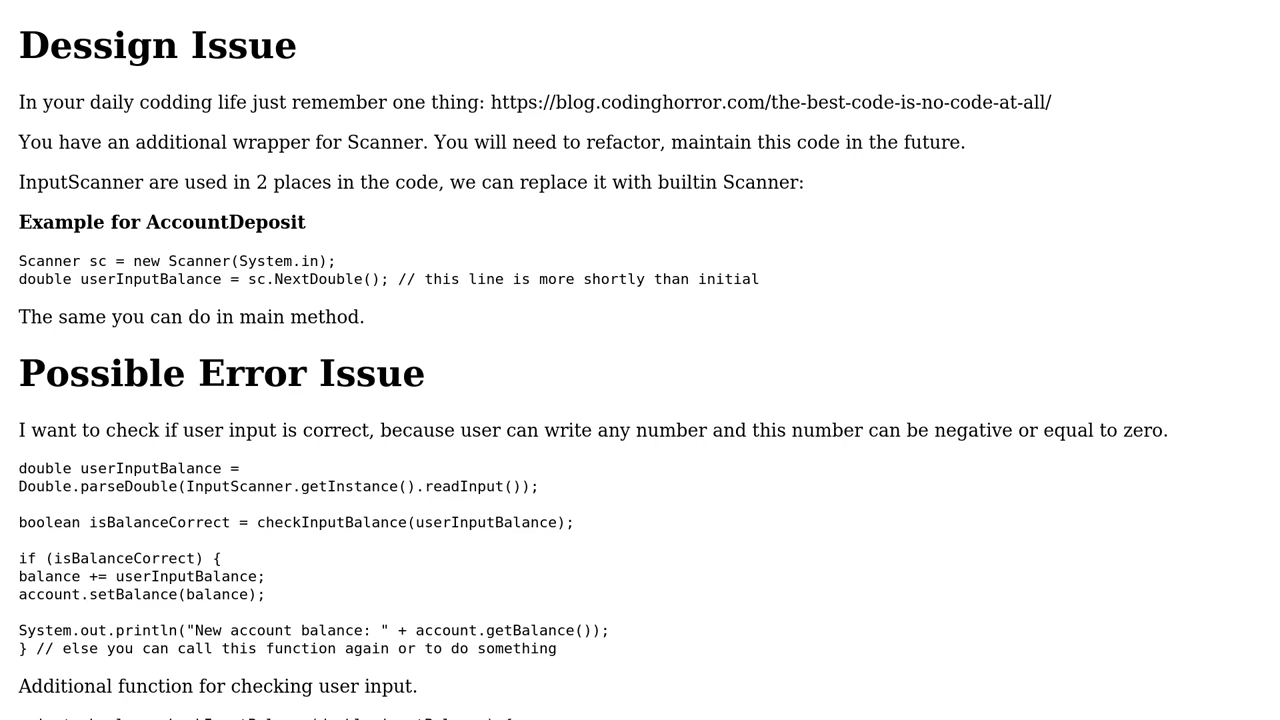 Dessign Issue
In your daily codding life just remember one thing: https://blog.codinghorror.com/the-best-code-is-no-code-at-all/
You have an additional wrapper for Scanner. You will need to refactor, maintain this code in the future.
InputScanner are used in 2 places in the code, we can replace it with builtin Scanner:
Example for AccountDeposit
Scanner sc = new Scanner(System.in);
double userInputBalance = sc.NextDouble(); // this line is more shortly than initial
The same you can do in main method.
Possible Error Issue
I want to check if user input is correct, because user can write any number and this number can be negative or equal to zero.
double userInputBalance =
Double.parseDouble(InputScanner.getInstance().readInput());
boolean isBalanceCorrect = checkInputBalance(userInputBalance);
if (isBalanceCorrect) {
balance += userInputBalance;
account.setBalance(balance);
System.out.println("New account balance: " + account.getBalance());
} // else you can call this function again or to do something
Additional function for checking user input.